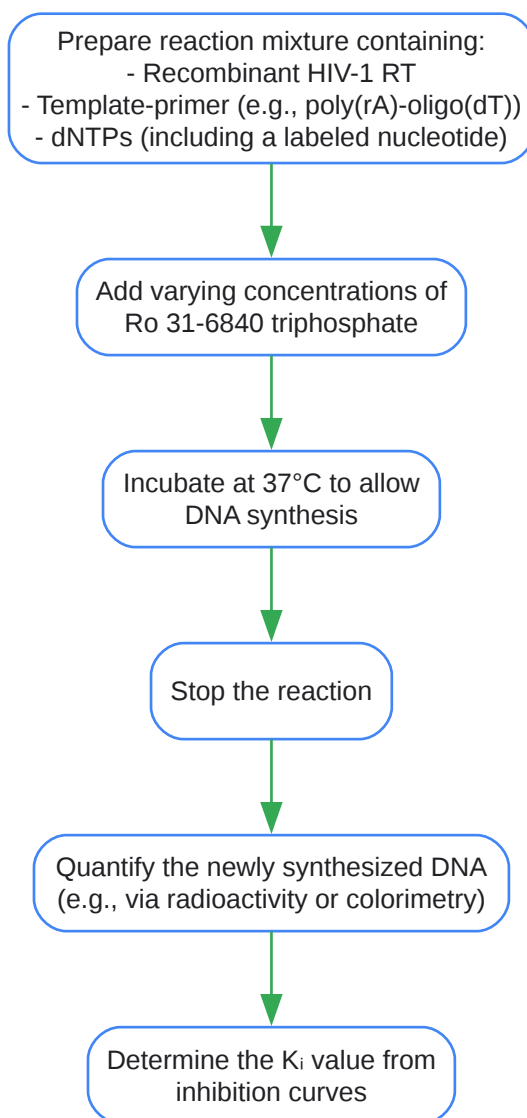 Prepare reaction mixture containing:
- Recombinant HIV-1 RT
- Template-primer (e.g., poly(rA)-oligo(dT))
- dNTPs (including a labeled nucleotide)
Add varying concentrations of
Ro 31-6840 triphosphate
Incubate at 37°C to allow
DNA synthesis
Stop the reaction
Quantify the newly synthesized DNA
(e.g., via radioactivity or colorimetry)
Determine the Kᵢ value from
inhibition curves